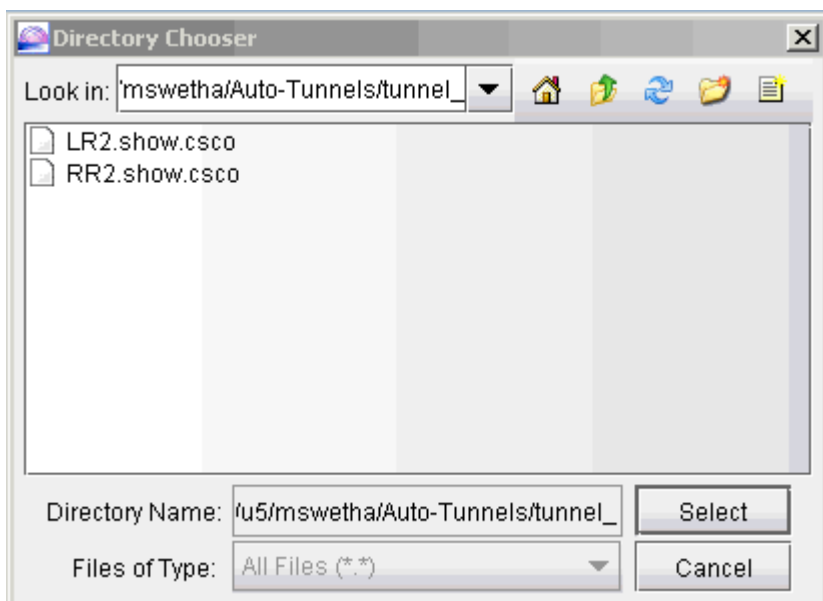 Directory Chooser
Look in: 'mswetha/Auto-Tunnels/tunnel_
LR2.show.csco
RR2.show.csco
Directory Name: /u5/mswetha/Auto-Tunnels/tunnel_ Select
Files of Type: All Files (*.*) Cancel